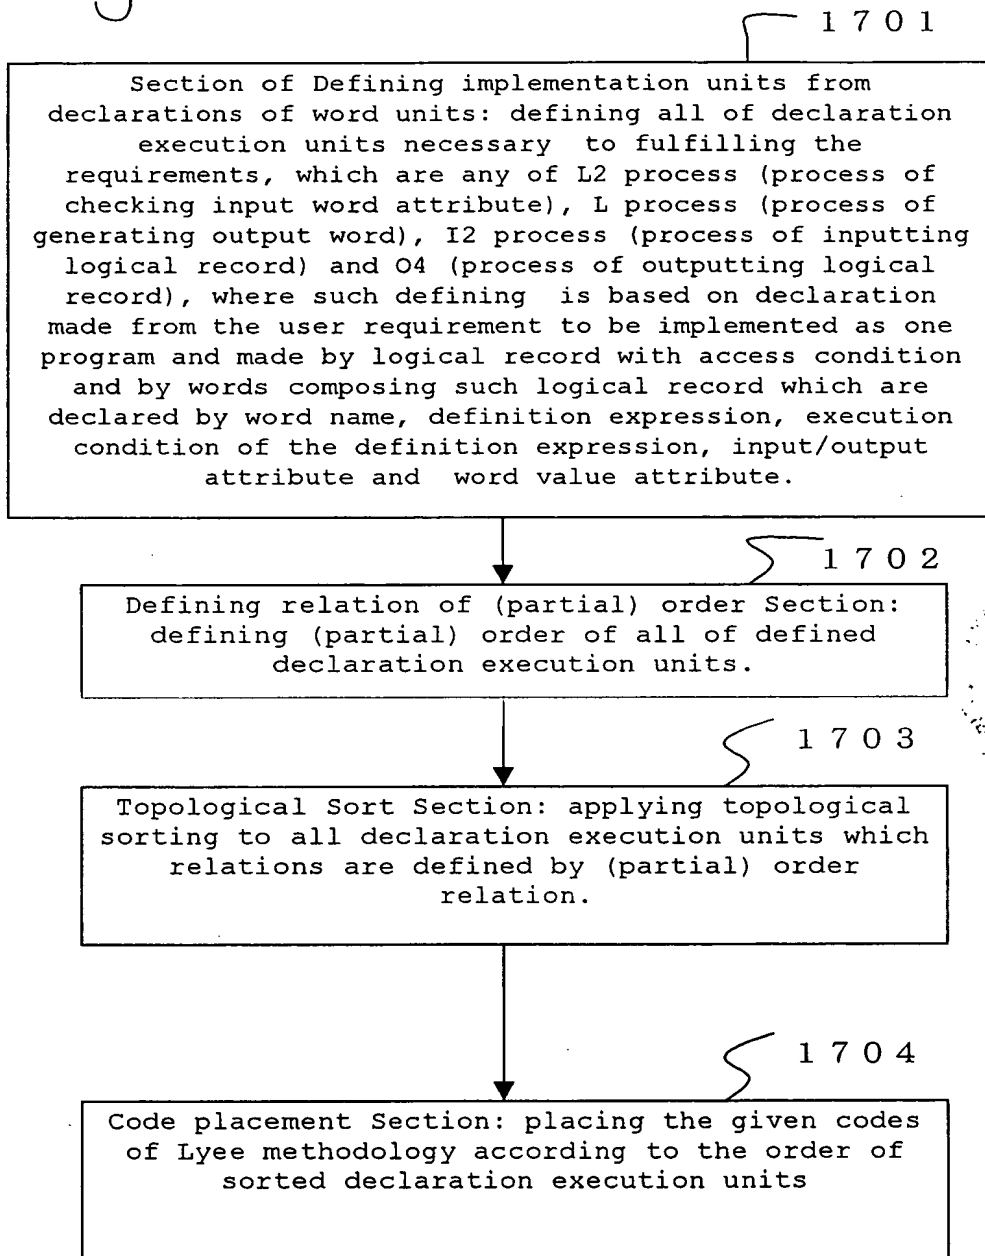 1701
Section of Defining implementation units from
declarations of word units: defining all of declaration
execution units necessary to fulfilling the
requirements, which are any of L2 process (process of
checking input word attribute), L process (process of
generating output word), I2 process (process of inputting
logical record) and O4 (process of outputting logical
record), where such defining is based on declaration
made from the user requirement to be implemented as one
program and made by logical record with access condition
and by words composing such logical record which are
declared by word name, definition expression, execution
condition of the definition expression, input/output
attribute and word value attribute.
1702
Defining relation of (partial) order Section:
defining (partial) order of all of defined
declaration execution units.
1703
Topological Sort Section: applying topological
sorting to all declaration execution units which
relations are defined by (partial) order
relation.
1704
Code placement Section: placing the given codes
of Lyee methodology according to the order of
sorted declaration execution units